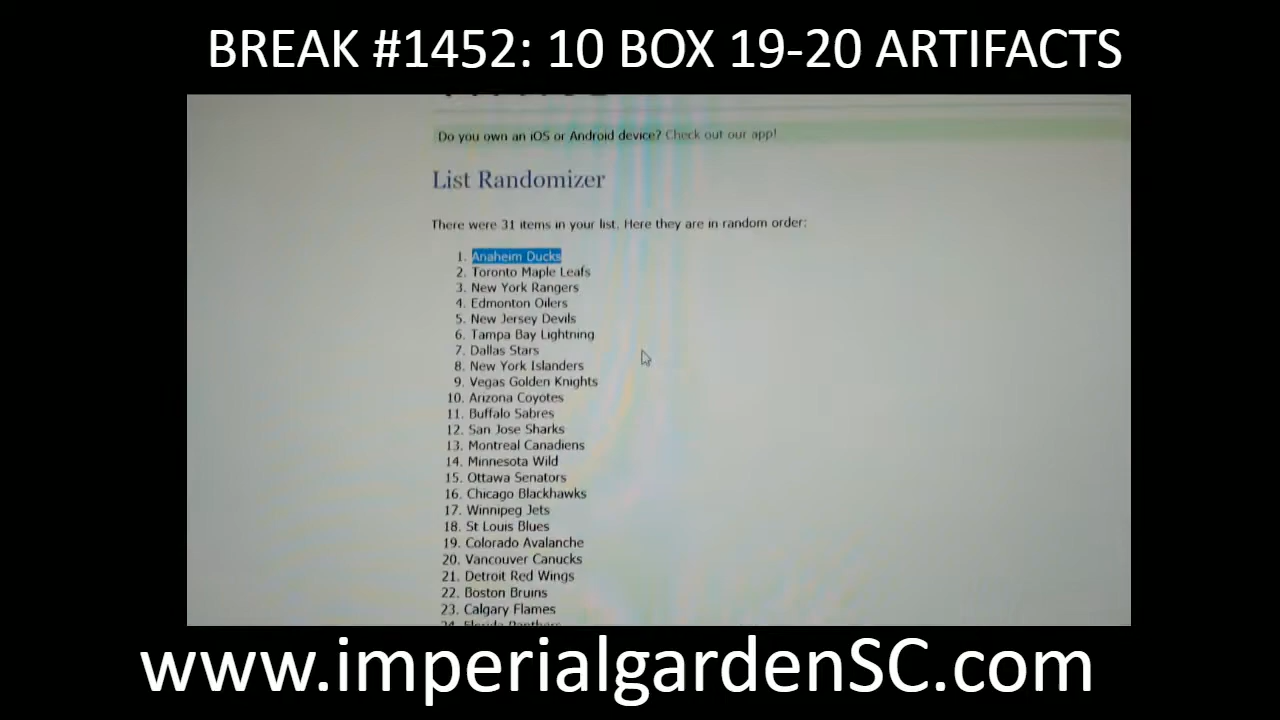 BREAK #1452: 10 BOX 19-20 ARTIFACTS
Do you own an iOS or Android device? Check out our app!
List Randomizer
There were 31 items in your list. Here they are in random order:
1. Anaheim Ducks
2. Toronto Maple Leafs
3. New York Rangers
4. Edmonton Oilers
5. New Jersey Devils
6. Tampa Bay Lightning
7. Dallas Stars
8. New York Islanders
9. Vegas Golden Knights
10. Arizona Coyotes
11. Buffalo Sabres
12. San Jose Sharks
13. Montreal Canadiens
14. Minnesota Wild
15. Ottawa Senators
16. Chicago Blackhawks
17. Winnipeg Jets
18. St Louis Blues
19. Colorado Avalanche
20. Vancouver Canucks
21. Detroit Red Wings
22. Boston Bruins
23. Calgary Flames
24. Florida Panthers
www.imperialgardenSC.com